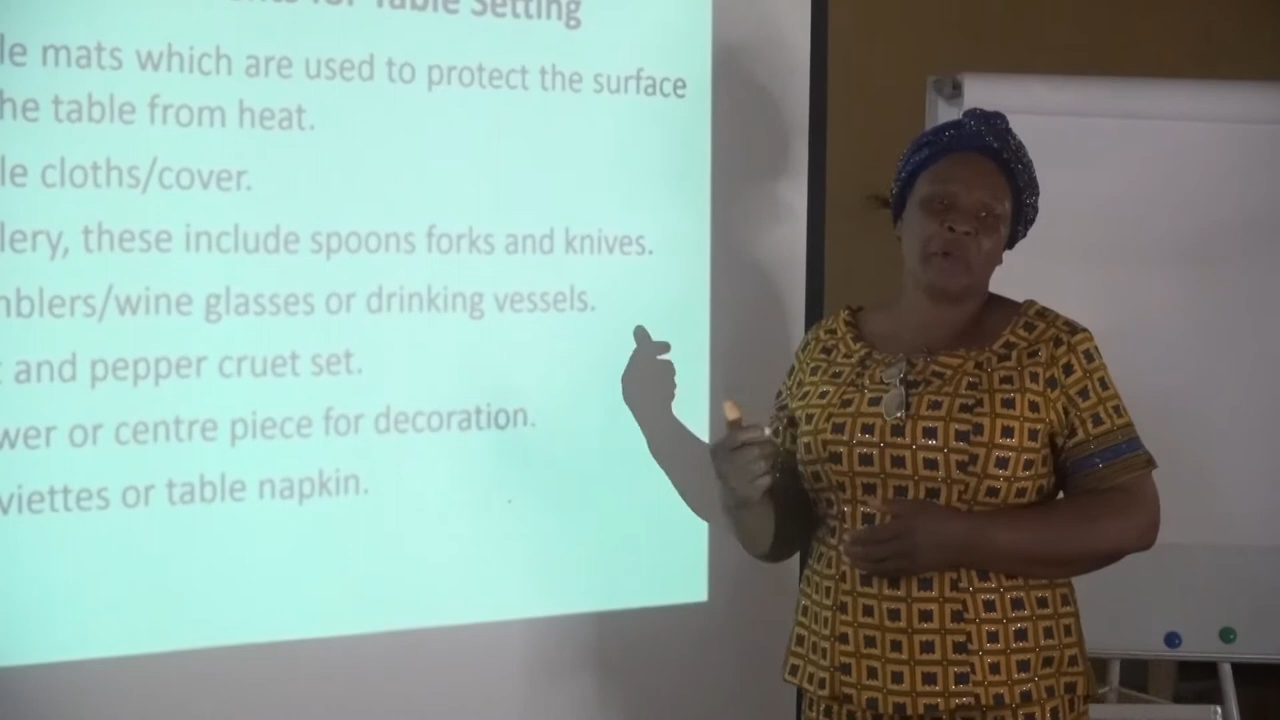 for Table Setting
le mats which are used to protect the surface
he table from heat.
le cloths/cover.
lery, these include spoons forks and knives.
nblers/wine glasses or drinking vessels.
and pepper cruet set.
wer or centre piece for decoration.
viettes or table napkin.